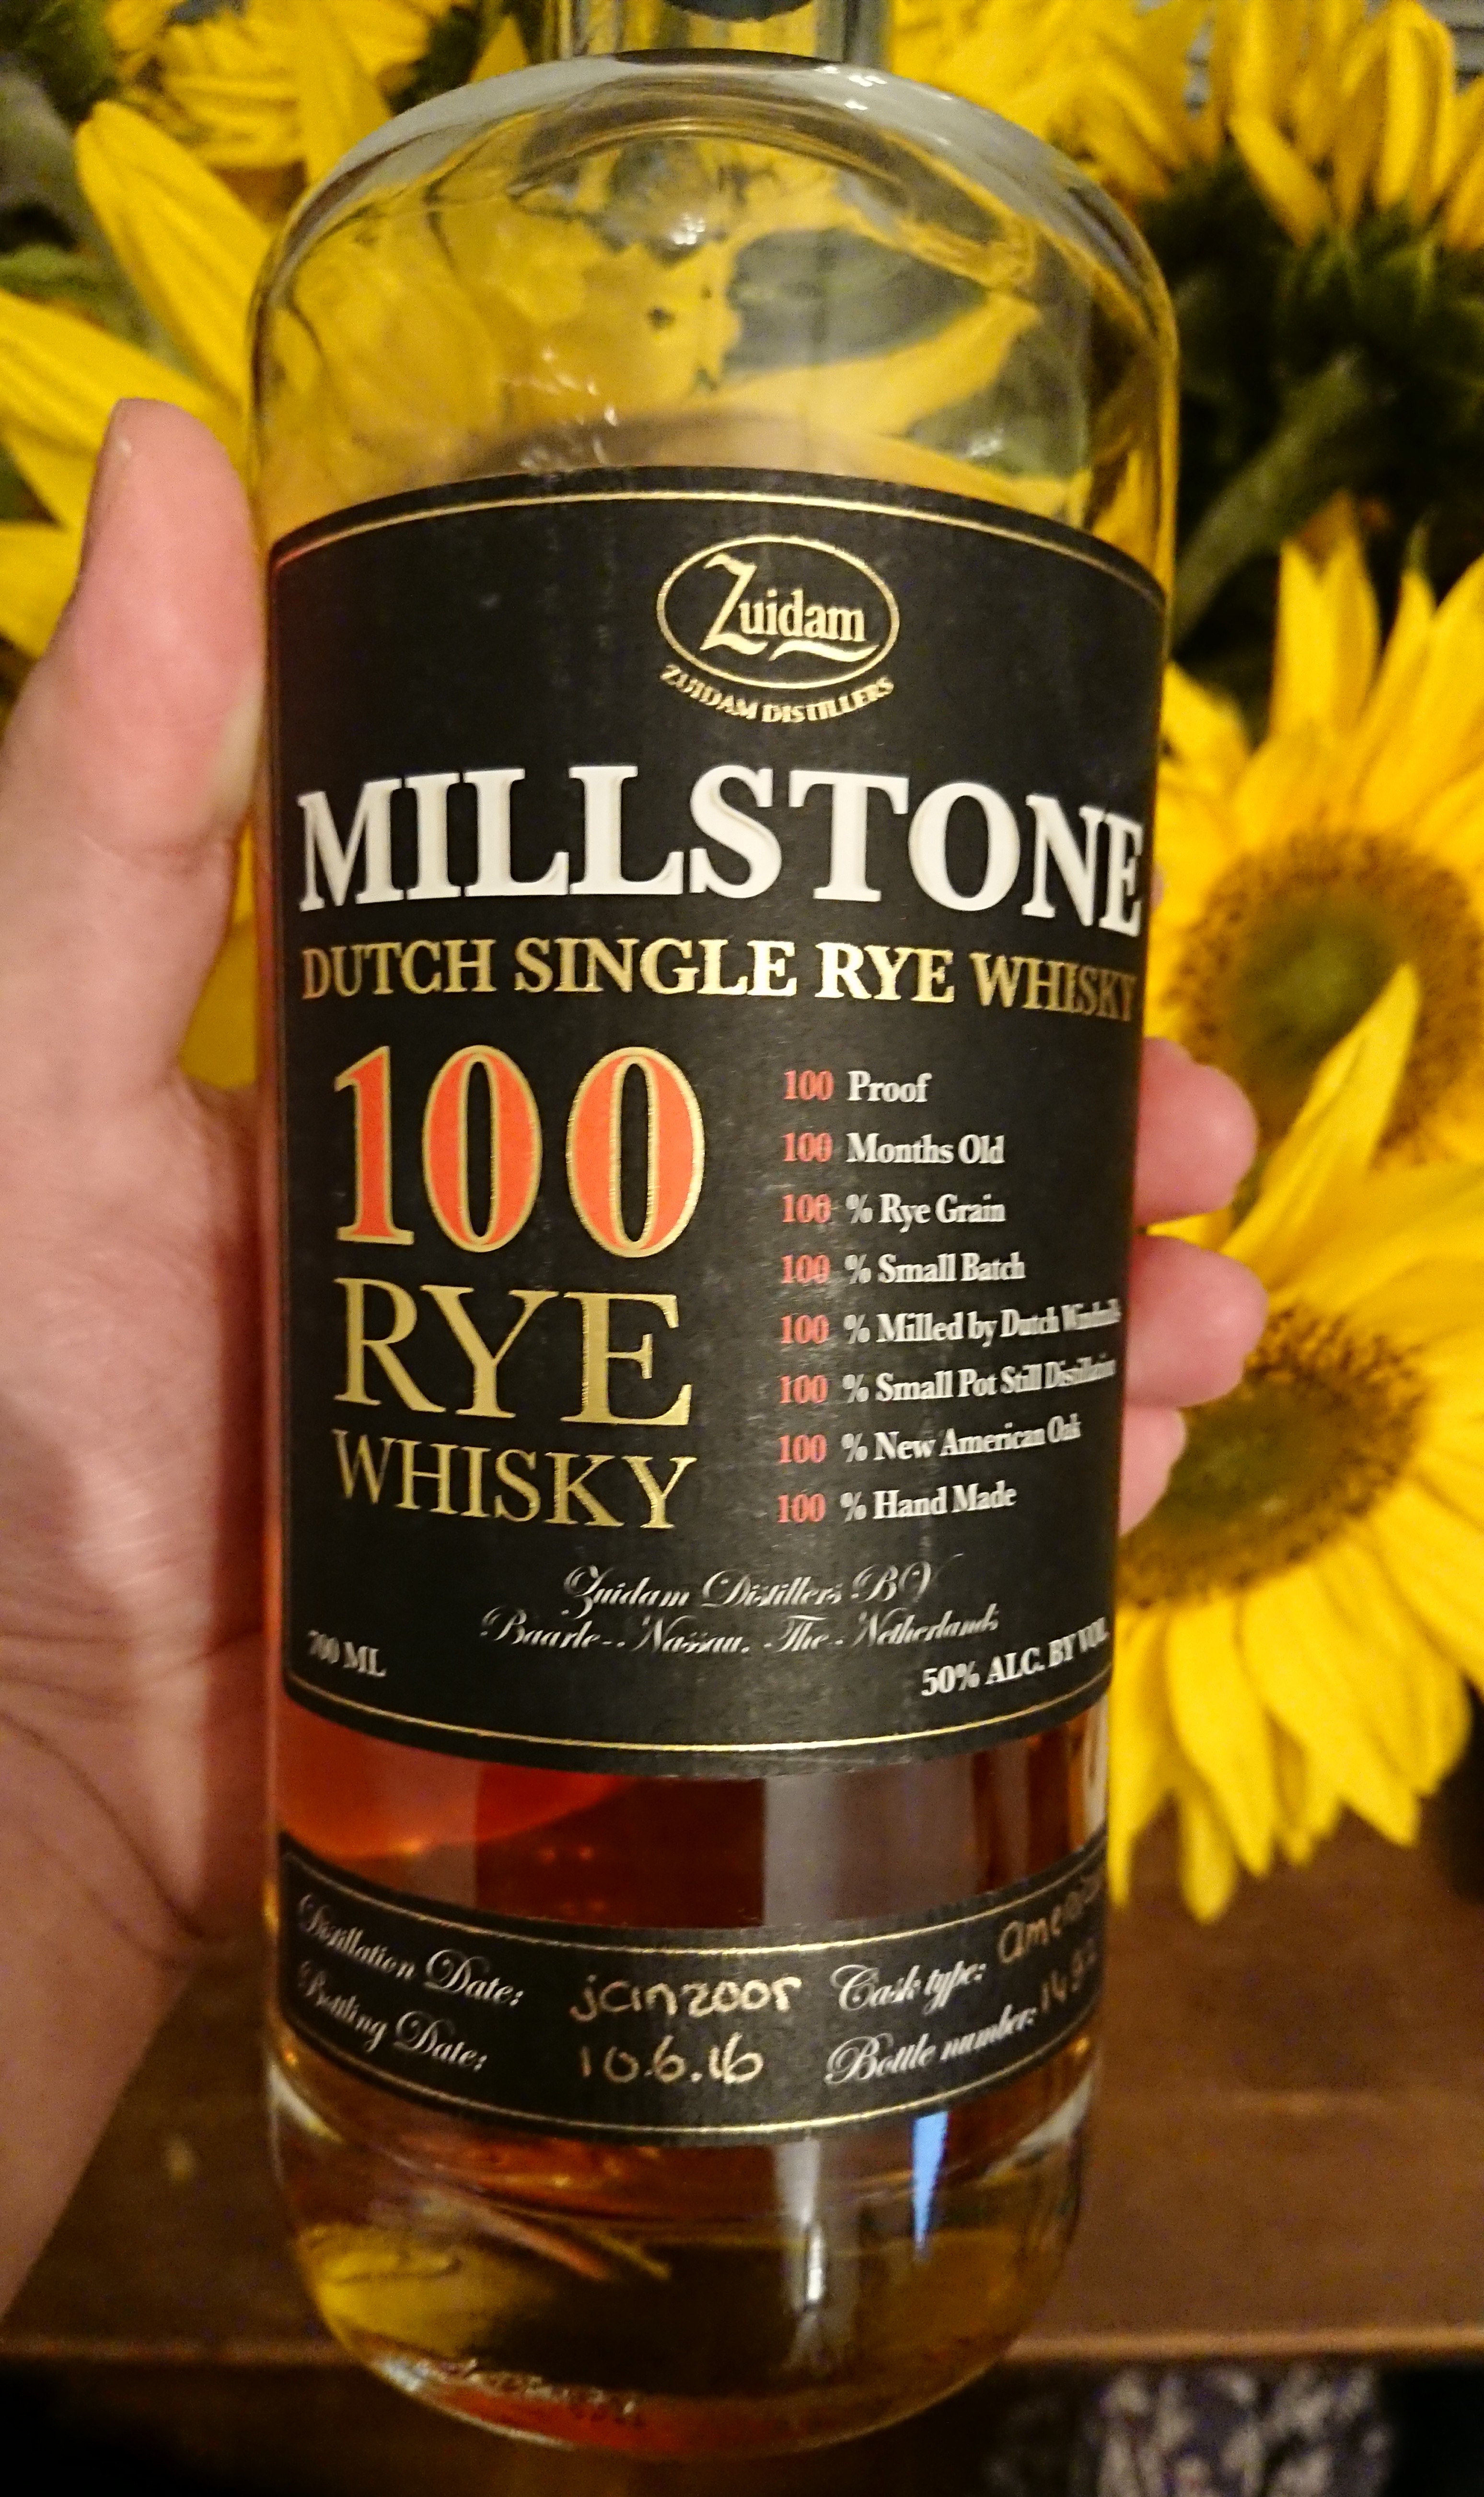 Zuidam
ZUIDAM DISTILLERS
MILLSTONE
DUTCH SINGLE RYE WHISKY
100
RYE
WHISKY
100 Proof
100 Months Old
100 % Rye Grain
100 % Small Batch
100 % Milled by Dutch Windmills
100 % Small Pot Still Distillation
100 % New American Oak
100 % Hand Made
Zuidam Distillers BV
Baarle-Nassau. The Netherlands
700 ML
50% ALC. BY VOL.
Distillation Date: jan2005 Cask type:
Bottling Date: 10.6.16 Bottle number: